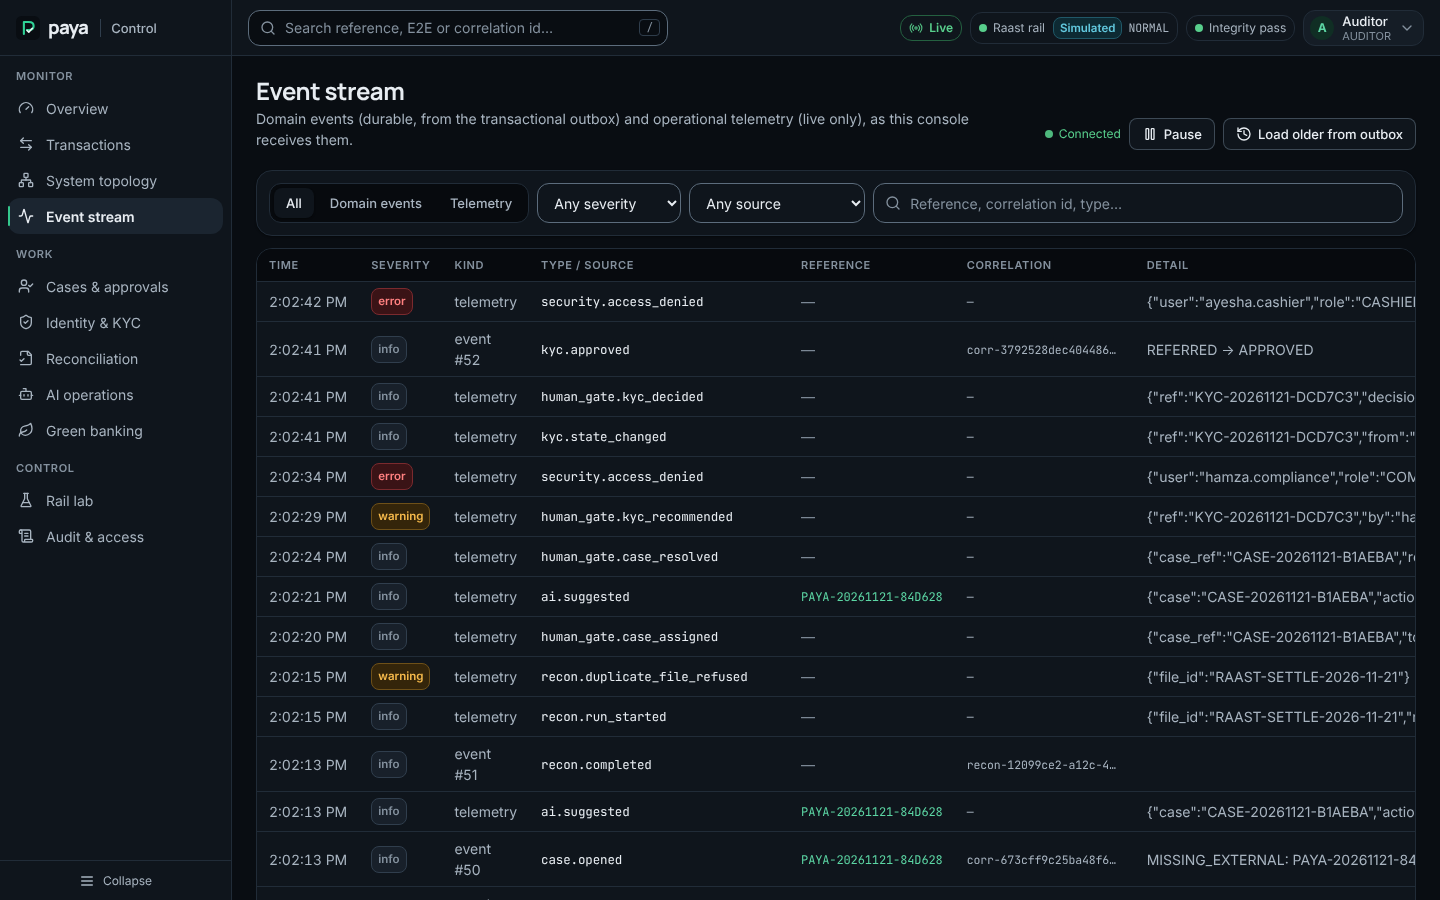 paya
Control
Search reference, E2E or correlation id...
/
Live
Raast rail
Simulated
NORMAL
Integrity pass
A
Auditor
AUDITOR
MONITOR
Overview
Transactions
System topology
Event stream
WORK
Cases & approvals
Identity & KYC
Reconciliation
AI operations
Green banking
CONTROL
Rail lab
Audit & access
Collapse
Event stream
Domain events (durable, from the transactional outbox) and operational telemetry (live only), as this console
receives them.
Connected
Pause
Load older from outbox
All
Domain events
Telemetry
Any severity
Any source
Reference, correlation id, type...
TIME SEVERITY KIND TYPE / SOURCE REFERENCE CORRELATION DETAIL
2:02:42 PM error telemetry security.access_denied — – {"user":"ayesha.cashier","role":"CASHIE
2:02:41 PM info event #52 kyc.approved — corr-3792528dec404486… REFERRED → APPROVED
2:02:41 PM info telemetry human_gate.kyc_decided — – {"ref":"KYC-20261121-DCD7C3","decisio
2:02:41 PM info telemetry kyc.state_changed — – {"ref":"KYC-20261121-DCD7C3","from":"
2:02:34 PM error telemetry security.access_denied — – {"user":"hamza.compliance","role":"COM
2:02:29 PM warning telemetry human_gate.kyc_recommended — – {"ref":"KYC-20261121-DCD7C3","by":"ha
2:02:24 PM info telemetry human_gate.case_resolved — – {"case_ref":"CASE-20261121-B1AEBA","r
2:02:21 PM info telemetry ai.suggested PAYA-20261121-84D628 – {"case":"CASE-20261121-B1AEBA","actio
2:02:20 PM info telemetry human_gate.case_assigned — – {"case_ref":"CASE-20261121-B1AEBA","t
2:02:15 PM warning telemetry recon.duplicate_file_refused — – {"file_id":"RAAST-SETTLE-2026-11-21"}
2:02:15 PM info telemetry recon.run_started — – {"file_id":"RAAST-SETTLE-2026-11-21","
2:02:13 PM info event #51 recon.completed — recon-12099ce2-a12c-4…
2:02:13 PM info telemetry ai.suggested PAYA-20261121-84D628 – {"case":"CASE-20261121-B1AEBA","actio
2:02:13 PM info event #50 case.opened PAYA-20261121-84D628 corr-673cff9c25ba48f6… MISSING_EXTERNAL: PAYA-20261121-84